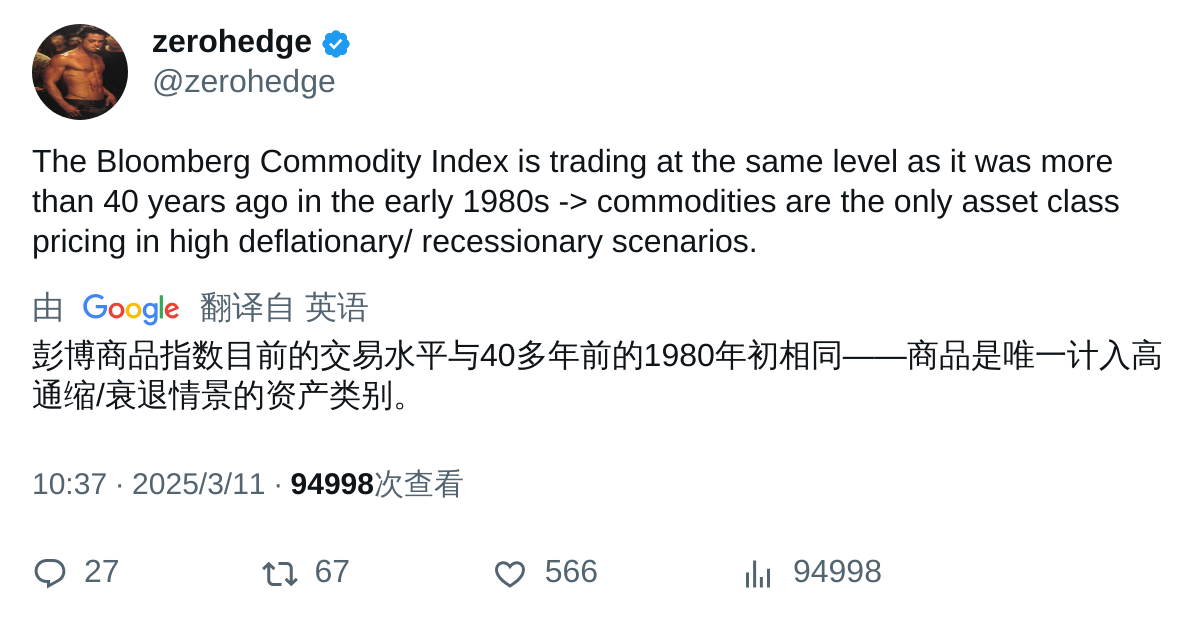 zerohedge
@zerohedge
The Bloomberg Commodity Index is trading at the same level as it was more
than 40 years ago in the early 1980s -> commodities are the only asset class
pricing in high deflationary/ recessionary scenarios.
由 Google 翻译自 英语
彭博商品指数目前的交易水平与40多年前的1980年初相同——商品是唯一计入高
通缩/衰退情景的资产类别。
10:37 · 2025/3/11 · 94998次查看
27 67 566 94998